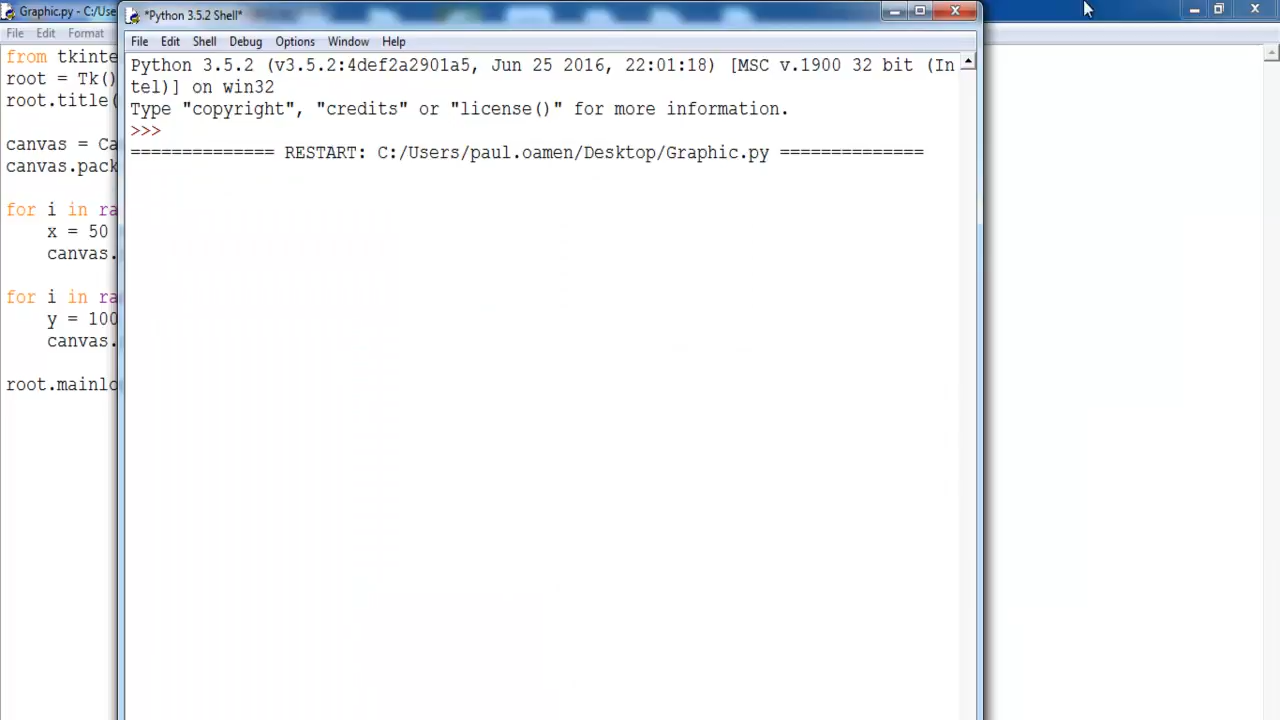 Graphic.py - C:/Use
*Python 3.5.2 Shell*
File Edit Format
File Edit Shell Debug Options Window Help
from tkinte
root = Tk()
root.title(
canvas = Ca
canvas.pack
for i in ra
x = 50
canvas.
for i in ra
y = 100
canvas.
root.mainlo
Python 3.5.2 (v3.5.2:4def2a2901a5, Jun 25 2016, 22:01:18) [MSC v.1900 32 bit (In
tel)] on win32
Type "copyright", "credits" or "license()" for more information.
>>>
============== RESTART: C:/Users/paul.oamen/Desktop/Graphic.py ==============